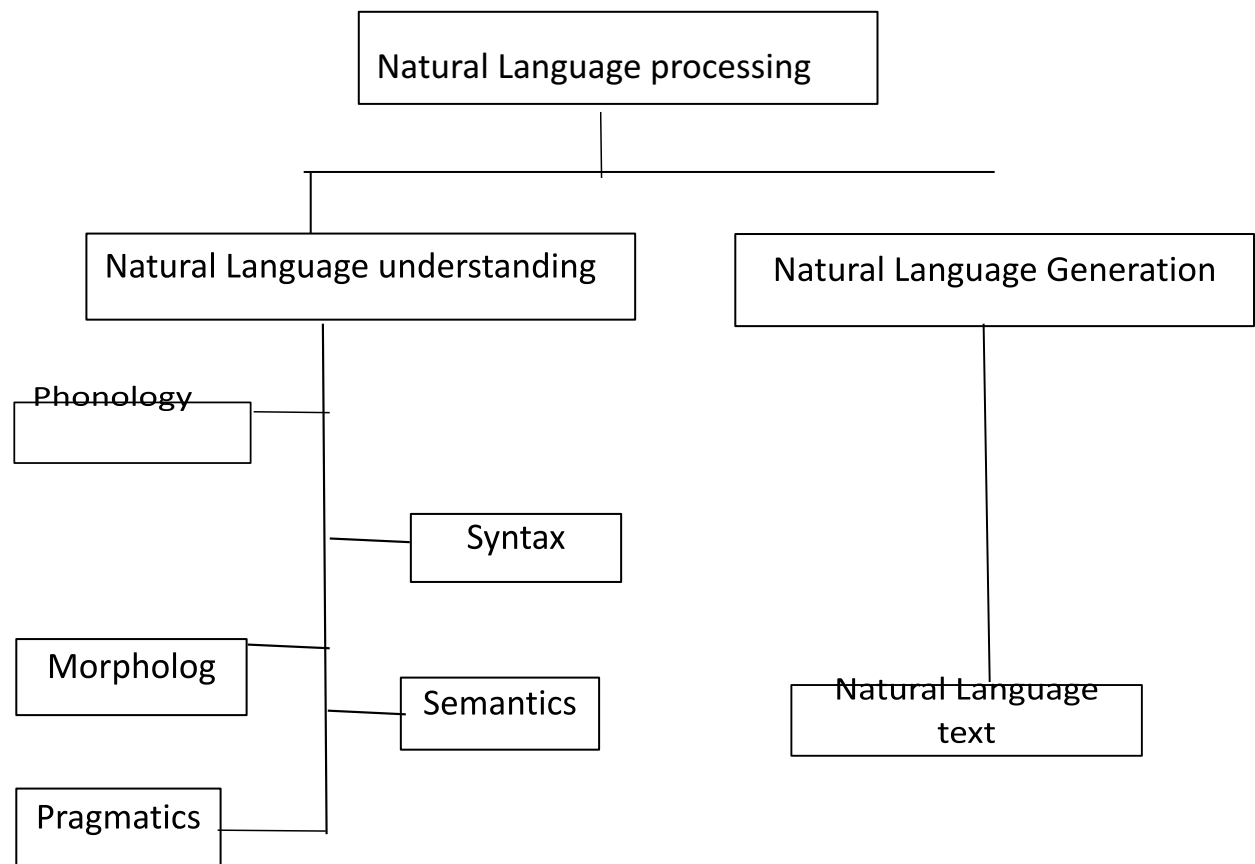 Natural Language processing
Natural Language understanding
Natural Language Generation
Phonology
Syntax
Morpholog
Semantics
Natural Language
text
Pragmatics